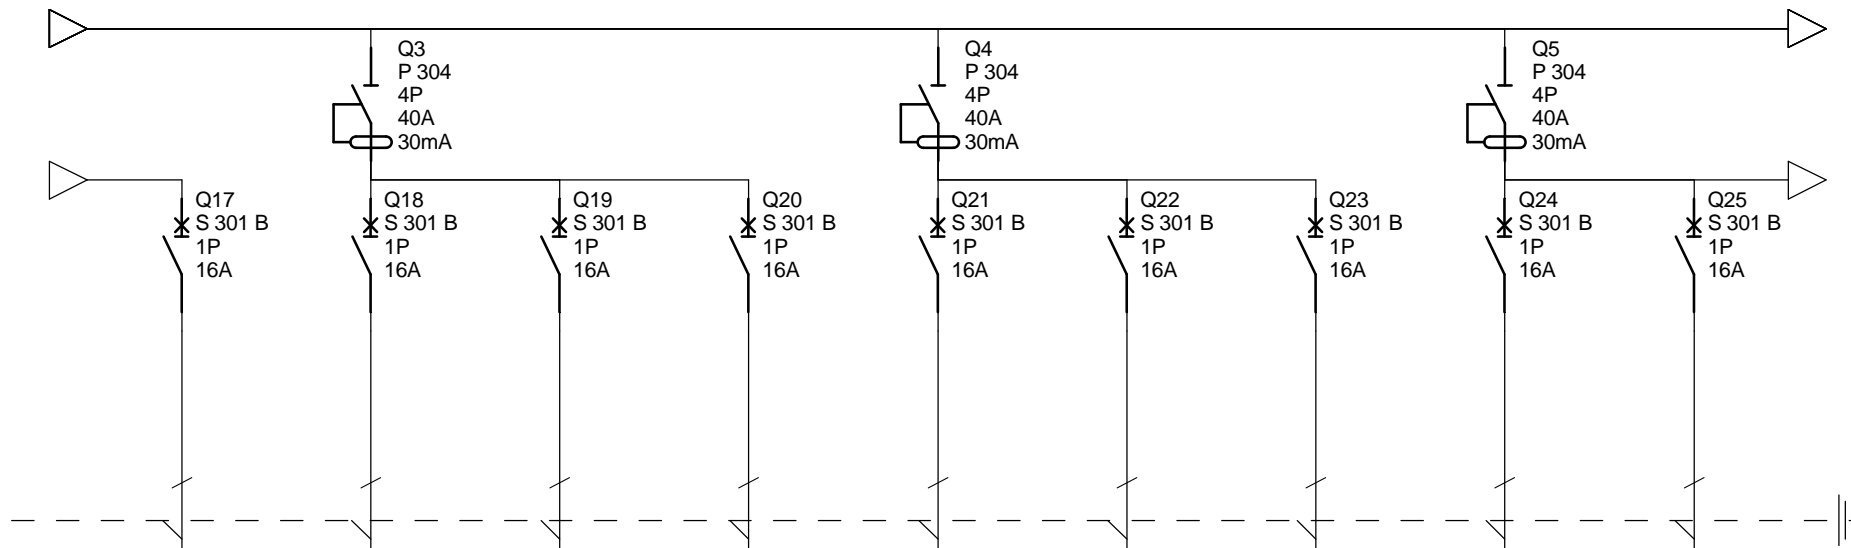 Q3
P 304
4P
40A
30mA
Q4
P 304
4P
40A
30mA
Q5
P 304
4P
40A
30mA
Q17
S 301 B
1P
16A
Q18
S 301 B
1P
16A
Q19
S 301 B
1P
16A
Q20
S 301 B
1P
16A
Q21
S 301 B
1P
16A
Q22
S 301 B
1P
16A
Q23
S 301 B
1P
16A
Q24
S 301 B
1P
16A
Q25
S 301 B
1P
16A